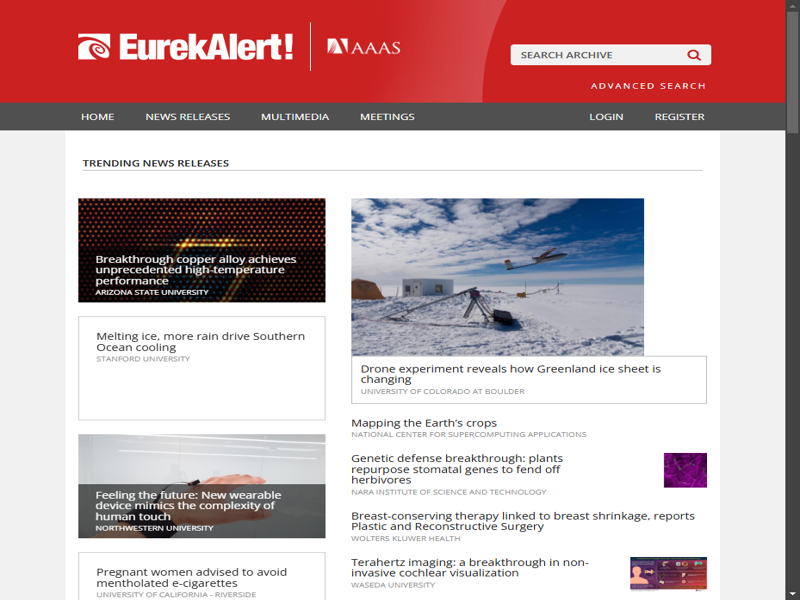 EurekAlert!
AAAS
SEARCH ARCHIVE
ADVANCED SEARCH
HOME
NEWS RELEASES
MULTIMEDIA
MEETINGS
LOGIN
REGISTER
TRENDING NEWS RELEASES
Breakthrough copper alloy achieves
unprecedented high-temperature
performance
ARIZONA STATE UNIVERSITY
Melting ice, more rain drive Southern
Ocean cooling
STANFORD UNIVERSITY
Feeling the future: New wearable
device mimics the complexity of
human touch
NORTHWESTERN UNIVERSITY
Pregnant women advised to avoid
mentholated e-cigarettes
UNIVERSITY OF CALIFORNIA - RIVERSIDE
Drone experiment reveals how Greenland ice sheet is
changing
UNIVERSITY OF COLORADO AT BOULDER
Mapping the Earth's crops
NATIONAL CENTER FOR SUPERCOMPUTING APPLICATIONS
Genetic defense breakthrough: plants
repurpose stomatal genes to fend off
herbivores
NARA INSTITUTE OF SCIENCE AND TECHNOLOGY
Breast-conserving therapy linked to breast shrinkage, reports
Plastic and Reconstructive Surgery
WOLTERS KLUWER HEALTH
Terahertz imaging: a breakthrough in non-
invasive cochlear visualization
WASEDA UNIVERSITY